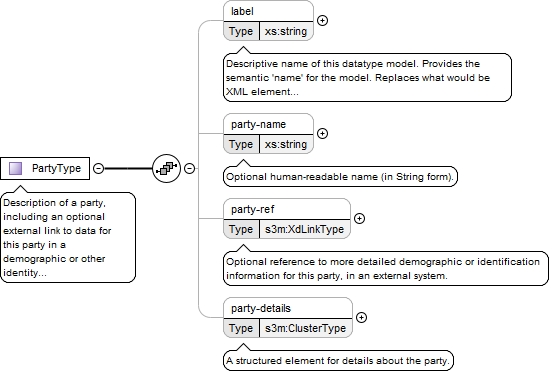 label
Type xs:string
Descriptive name of this datatype model. Provides the
semantic 'name' for the model. Replaces what would be
XML element...
party-name
Type xs:string
Optional human-readable name (in String form).
PartyType
Description of a party,
including an optional
external link to data for
this party in a
demographic or other
identity...
party-ref
Type s3m:XdLinkType
Optional reference to more detailed demographic or identification
information for this party, in an external system.
party-details
Type s3m:ClusterType
A structured element for details about the party.